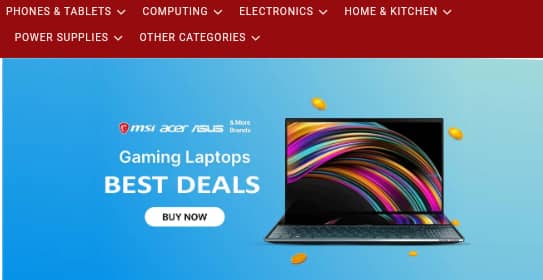 PHONES & TABLETS COMPUTING ELECTRONICS HOME & KITCHEN
POWER SUPPLIES OTHER CATEGORIES
msi acer ASUS & More
Brands
Gaming Laptops
BEST DEALS
BUY NOW